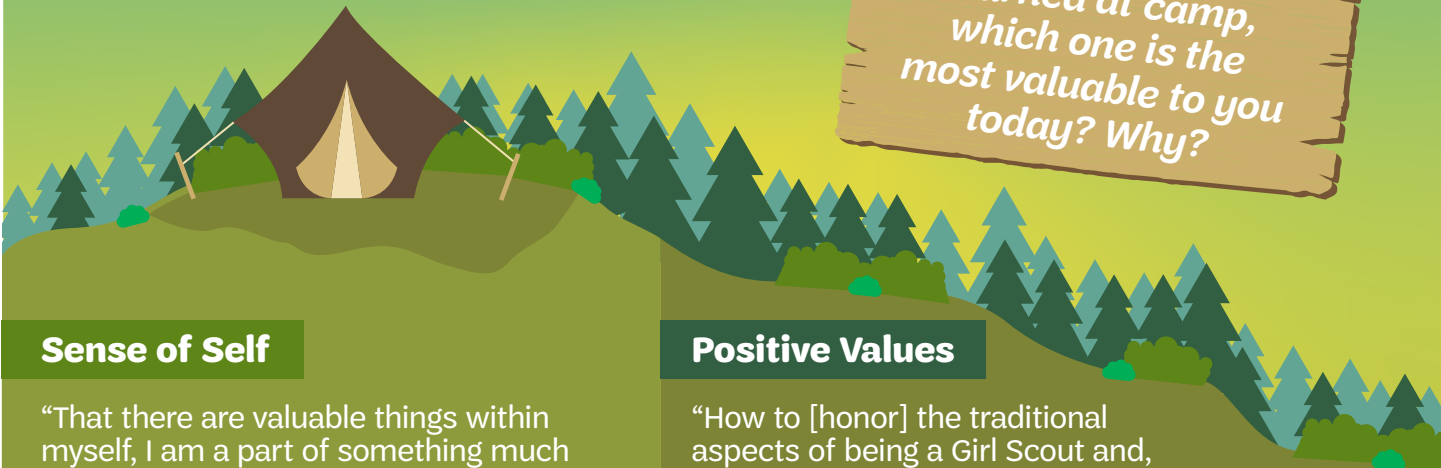 at camp,
which one is the
most valuable to you
today? Why?
Sense of Self
“That there are valuable things within
myself, I am a part of something much
Positive Values
“How to [honor] the traditional
aspects of being a Girl Scout and,